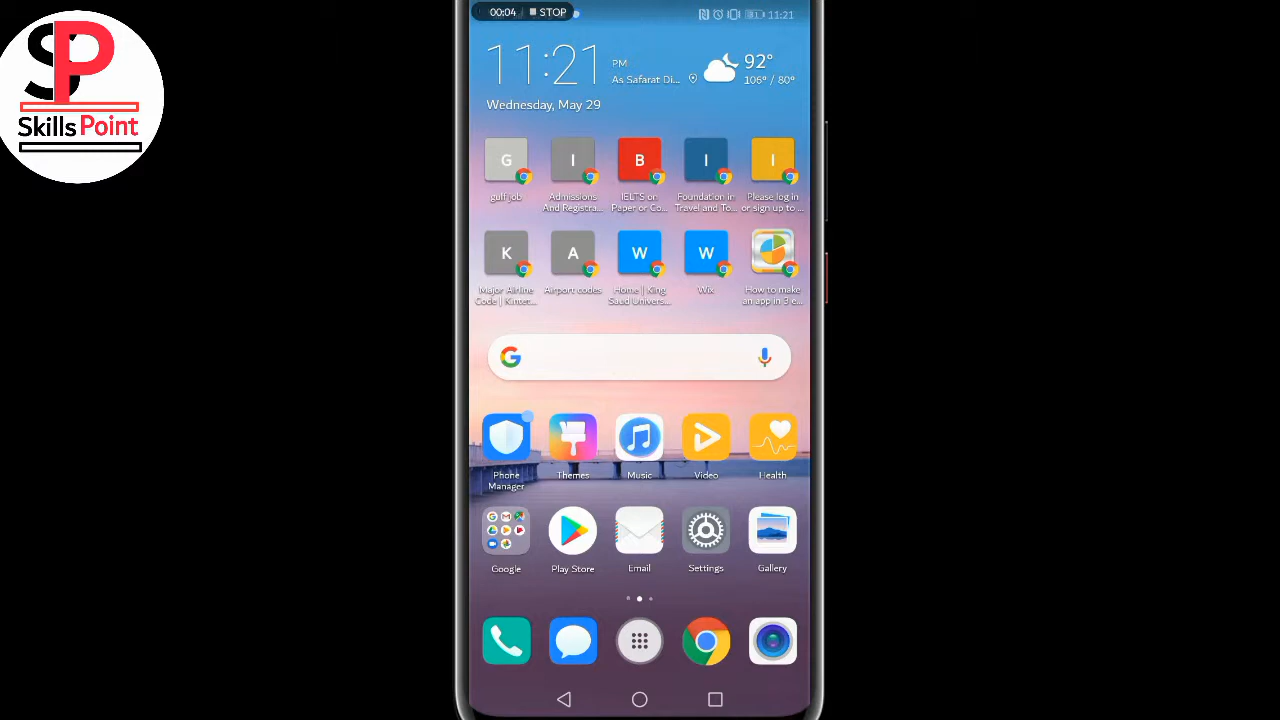 00:04 STOP
11:21
SP
Skills Point
11:21
PM
As Safarat Di...
92°
106° / 80°
Wednesday, May 29
G
I
B
I
I
gulf job
Admissions
And Registra...
IELTS on
Paper or Co...
Foundation in
Travel and To...
Please log in
or sign up to ...
K
A
W
W
Major Airline
Code | Kintet...
Airport codes
Home | King
Saud Univers...
Wix
How to make
an app in 3 e...
Phone
Manager
Themes
Music
Video
Health
Google
Play Store
Email
Settings
Gallery